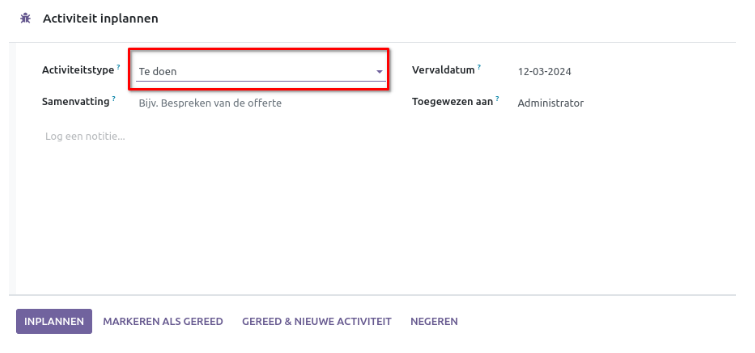 Activiteit inplannen
Activiteitstype ? Te doen Vervaldatum ? 12-03-2024
Samenvatting ? Bijv. Bespreken van de offerte Toegewezen aan ? Administrator
Log een notitie...
INPLANNEN MARKEREN ALS GEREED GEREED & NIEUWE ACTIVITEIT NEGEREN